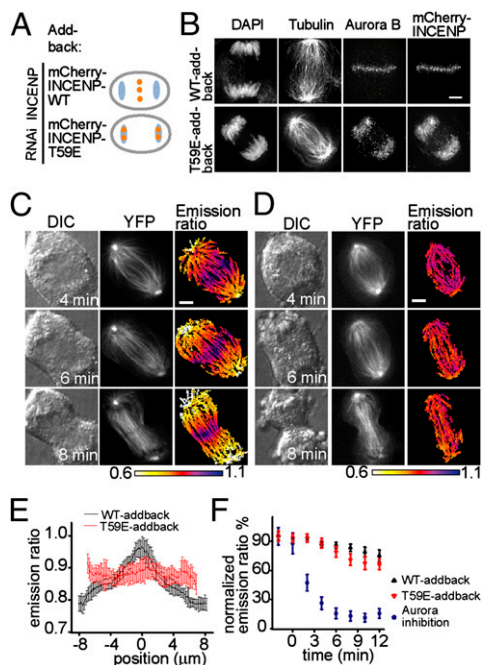 A
Add-
back:
RNAi INCENP
mCherry-
INCENP-
WT
mCherry-
INCENP-
T59E
B
DAPI Tubulin Aurora B mCherry-
INCENP
WT-add-
back
T59E-add-
back
C
DIC YFP Emission
ratio
4 min
6 min
8 min
0.6 1.1
D
DIC YFP Emission
ratio
4 min
6 min
8 min
0.6 1.1
E
WT-addback
T59E-addback
emission ratio
1.0
0.9
0.8
0.7
-8 -4 0 4 8
position (μm)
F
normalized
emission ratio %
90
60
30
0
0 3 6 9 12
time (min)
WT-addback
T59E-addback
Aurora
inhibition